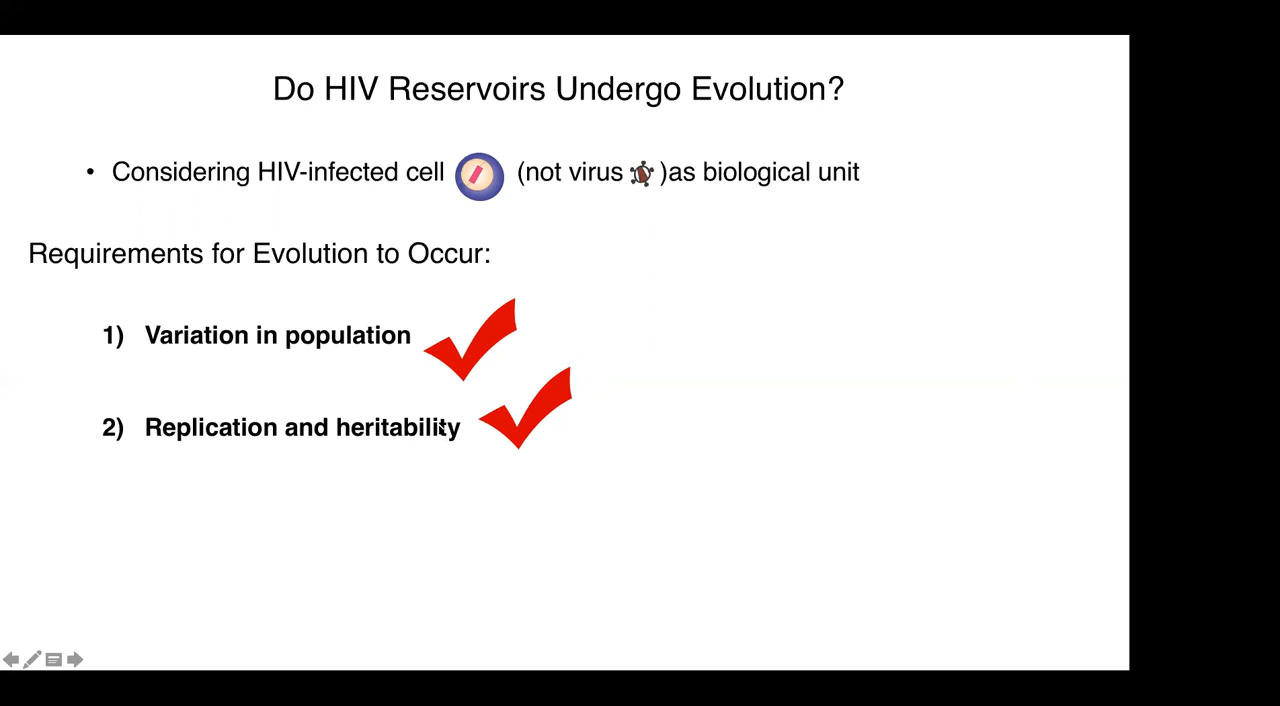 Do HIV Reservoirs Undergo Evolution?
• Considering HIV-infected cell (not virus )as biological unit
Requirements for Evolution to Occur:
1) Variation in population
2) Replication and heritability